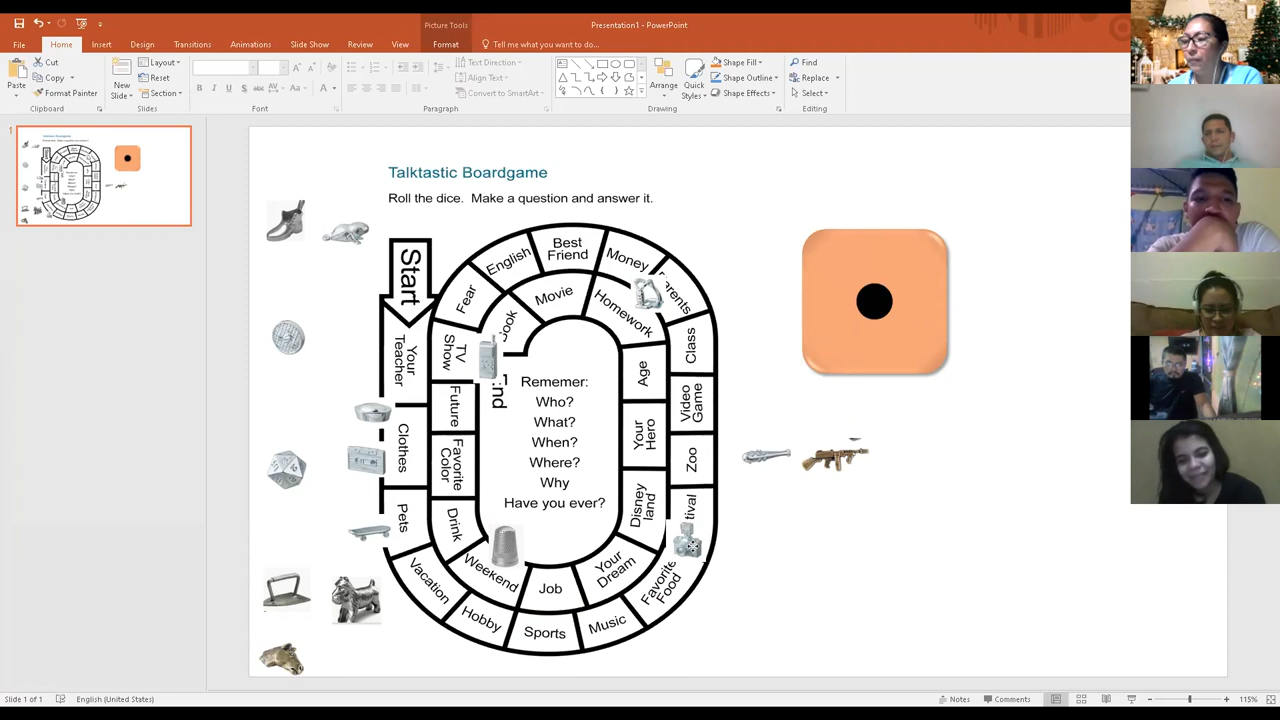 Picture Tools
Presentation1 - PowerPoint
File
Home
Insert
Design
Transitions
Animations
Slide Show
Review
View
Format
Tell me what you want to do...
Cut
Copy
Format Painter
Paste
Clipboard
New
Slide
Layout
Reset
Section
Slides
Font
Paragraph
Text Direction
Align Text
Convert to SmartArt
Arrange
Quick
Styles
Shape Fill
Shape Outline
Shape Effects
Drawing
Find
Replace
Select
Editing
1
Talktastic Boardgame
Roll the dice. Make a question and answer it.
Start
Your
Teacher
Clothes
Pets
Vacation
Hobby
Sports
Music
Favorite
Food
tival
Zoo
Video
Game
Class
Money
Best
Friend
English
Fear
TV
Show
Future
Favorite
Color
Drink
Weekend
Job
Your
Dream
Disney
land
Your
Hero
Age
Homework
Movie
Rememer:
Who?
What?
When?
Where?
Why
Have you ever?
Slide 1 of 1
English (United States)
Notes
Comments
115%